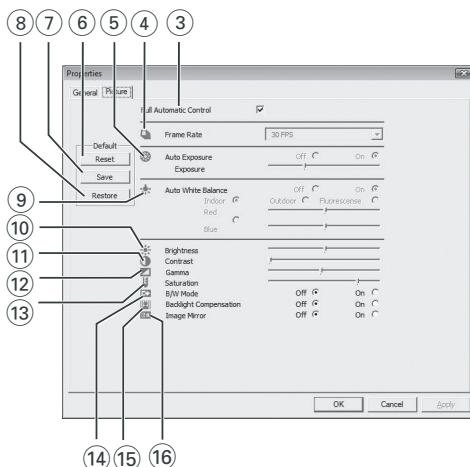 8 7 6 5 4 3
Properties
General Picture
Full Automatic Control
Frame Rate 30 FPS
Default
Reset
Save
Restore
Auto Exposure Off On
Exposure
9
Auto White Balance Off On
Indoor Outdoor Fluorescense
Red
Blue
10
11
12
13
Brightness
Contrast
Gamma
Saturation
B/W Mode Off On
Backlight Compensation Off On
Image Mirror Off On
OK Cancel Apply
14 15 16